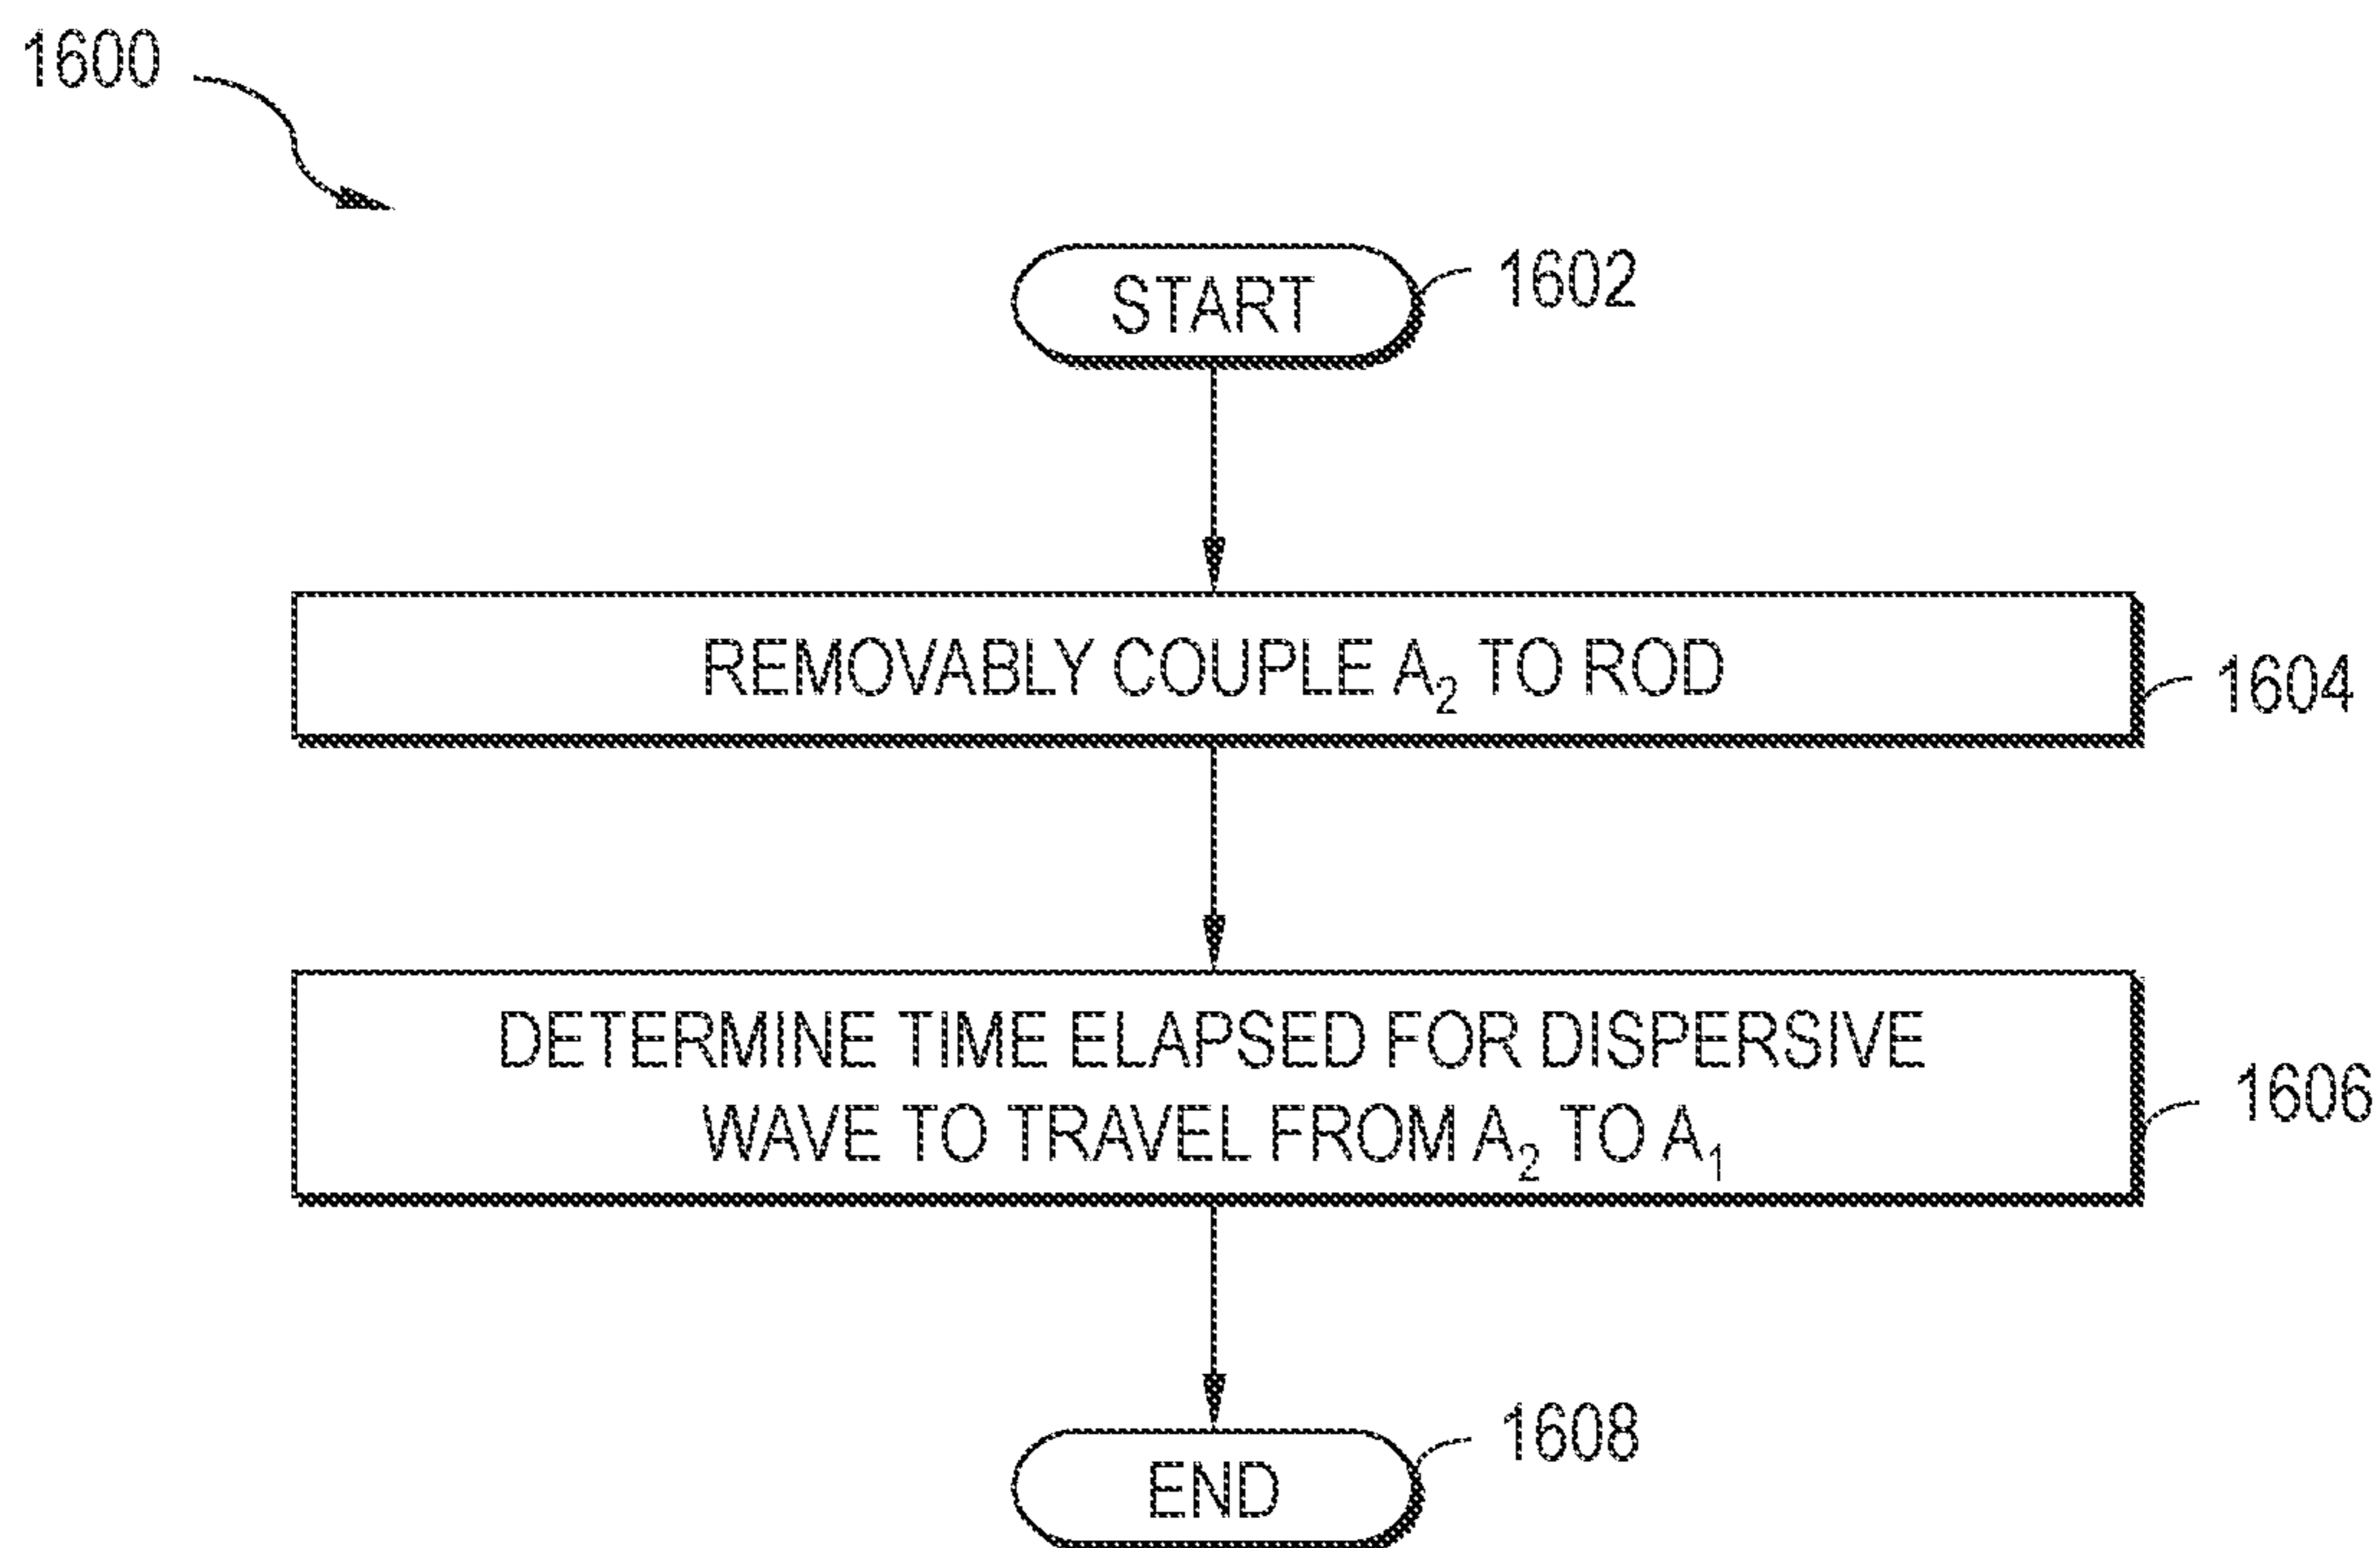 1600
START
1602
REMOVABLY COUPLE A₂ TO ROD
1604
DETERMINE TIME ELAPSED FOR DISPERSIVE
WAVE TO TRAVEL FROM A₂ TO A₁
1606
END
1608